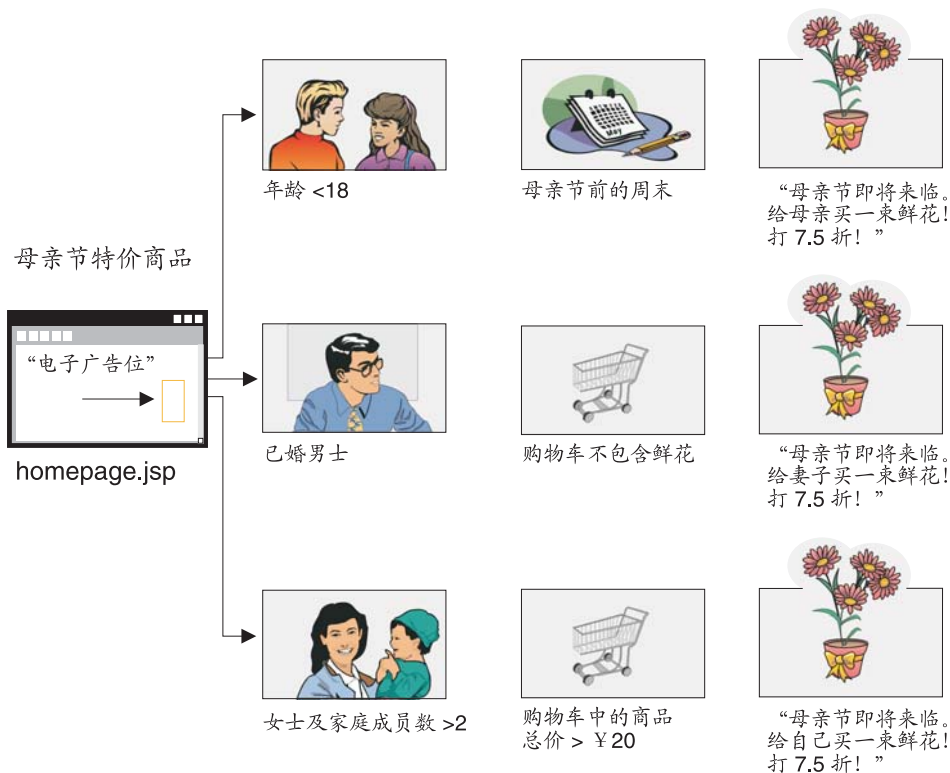 年龄 <18
母亲节前的周末
“母亲节即将来临。
给母亲买一束鲜花！
打 7.5 折！”
母亲节特价商品
“电子广告位”
homepage.jsp
已婚男士
购物车不包含鲜花
“母亲节即将来临。
给妻子买一束鲜花！
打 7.5 折！”
女士及家庭成员数 >2
购物车中的商品
总价 > ￥20
“母亲节即将来临。
给自己买一束鲜花！
打 7.5 折！”
May